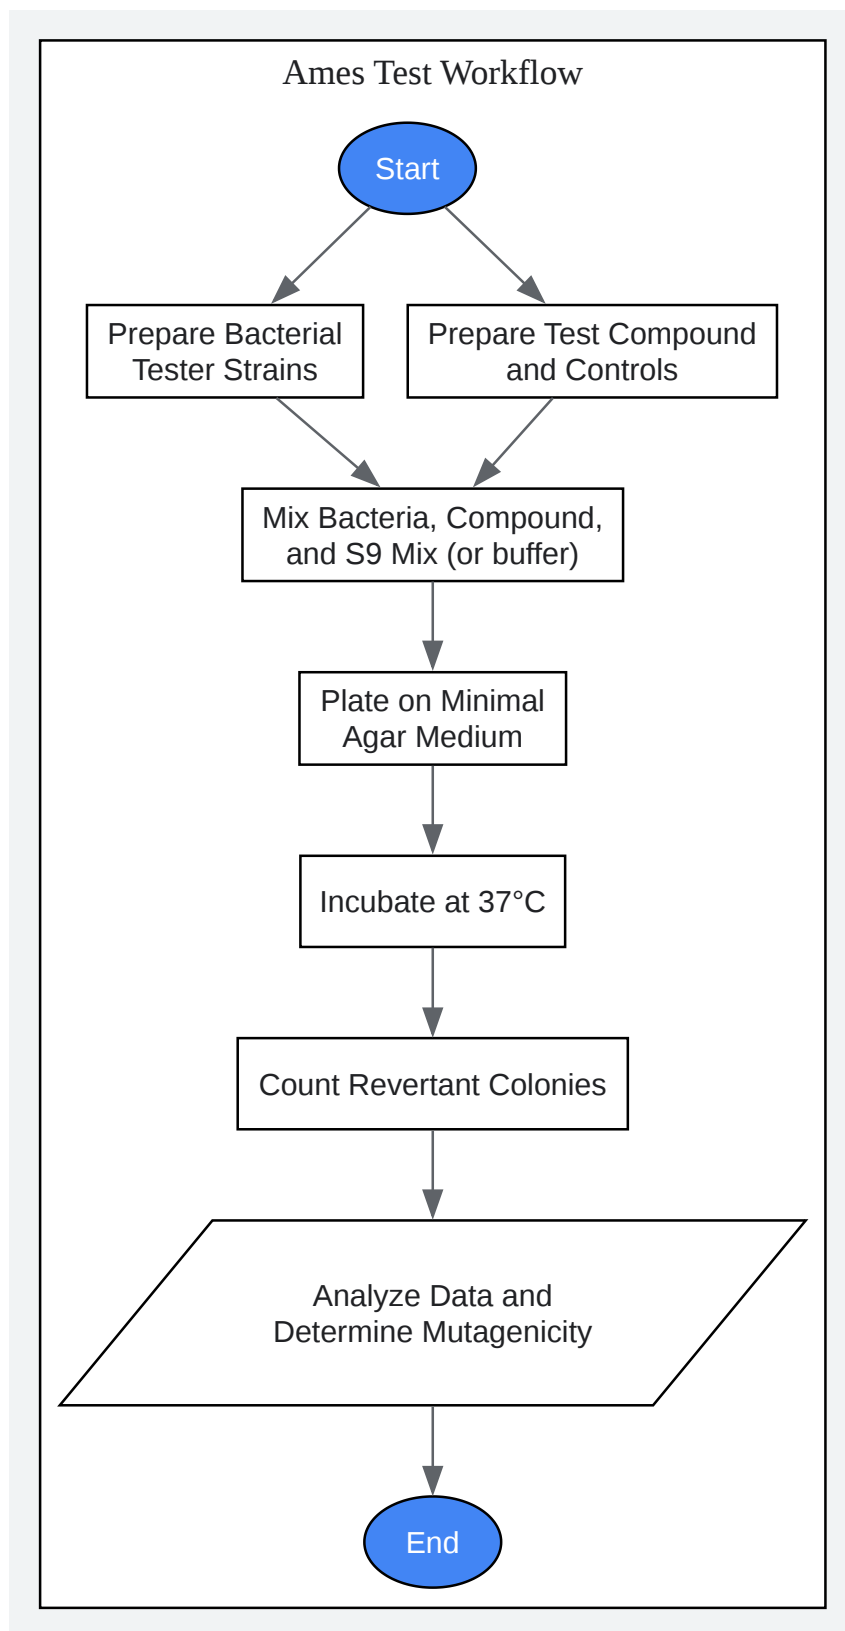 Ames Test Workflow
Start
Prepare Bacterial
Tester Strains
Prepare Test Compound
and Controls
Mix Bacteria, Compound,
and S9 Mix (or buffer)
Plate on Minimal
Agar Medium
Incubate at 37°C
Count Revertant Colonies
Analyze Data and
Determine Mutagenicity
End